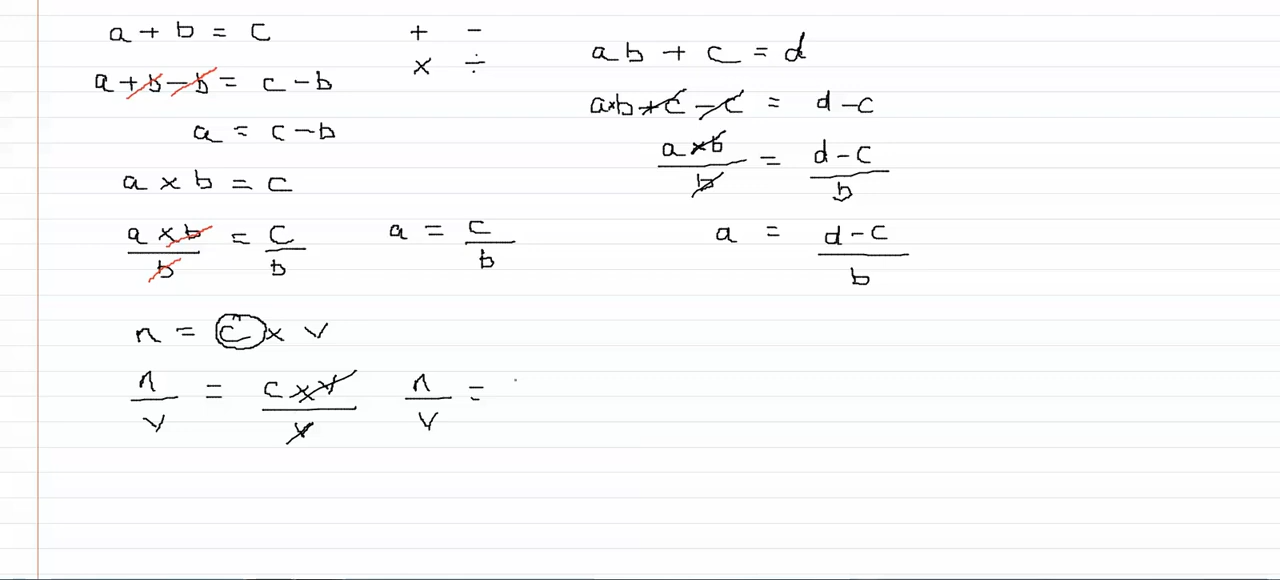 a + b = c
a + b - b = c - b
a = c - b
a × b = c
a × b / b = c / b
a = c / b
+ -
× ÷
ab + c = d
a×b + c - c = d - c
a × b / b = d - c / b
a = d - c / b
n = c × v
n / v = c × v / v
n / v =